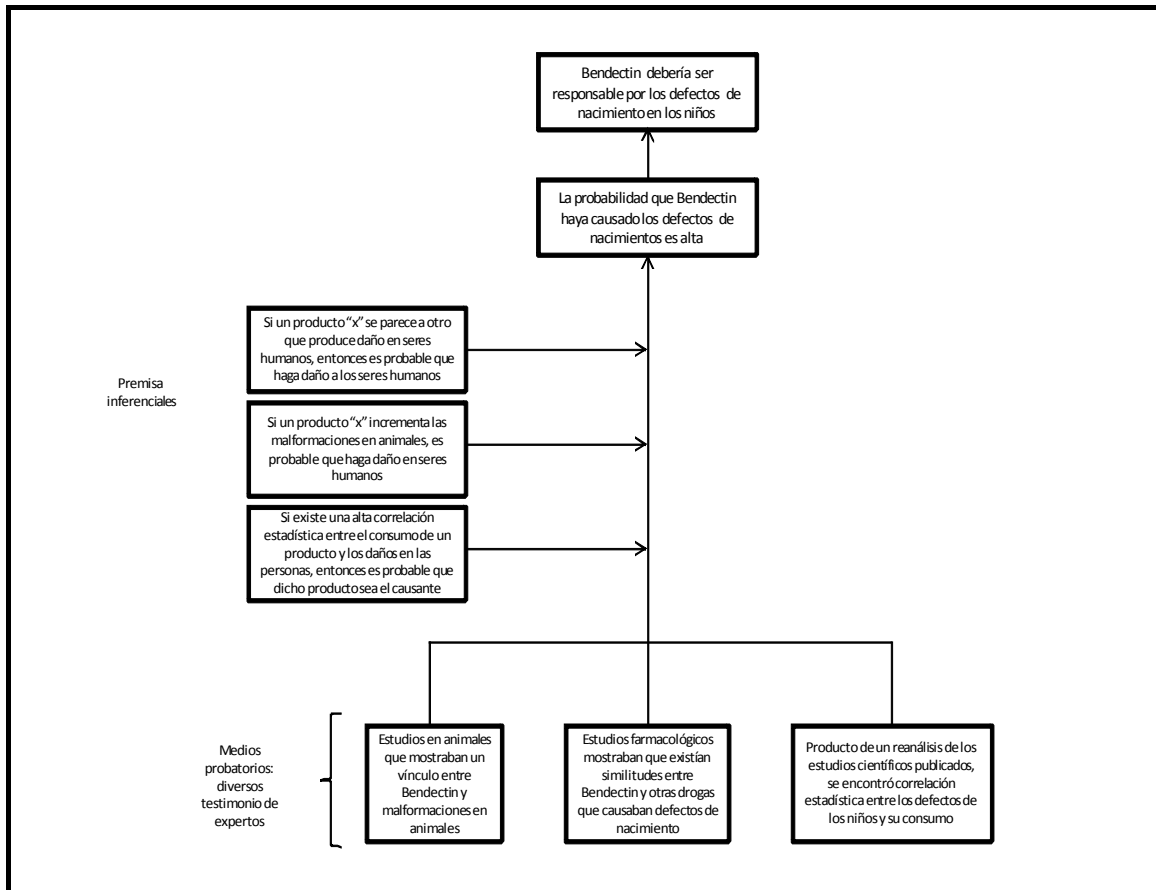 Bendectin debería ser
responsable por los defectos de
nacimiento en los niños
La probabilidad que Bendectin
haya causado los defectos de
nacimientos es alta
Si un producto "x" se parece a otro
que produce daño en seres
humanos, entonces es probable que
haga daño a los seres humanos
Premisa
inferenciales
Si un producto "x" incrementa las
malformaciones en animales, es
probable que haga daño en seres
humanos
Si existe una alta correlación
estadística entre el consumo de un
producto y los daños en las
personas, entonces es probable que
dicho producto sea el causante
Medios
probatorios:
diversos
testimonio de
expertos
Estudios en animales
que mostraban un
vínculo entre
Bendectin y
malformaciones en
animales
Estudios farmacológicos
mostraban que existían
similitudes entre
Bendectin y otras drogas
que causaban defectos de
nacimiento
Producto de un reanálisis de los
estudios científicos publicados,
se encontró correlación
estadística entre los defectos de
los niños y su consumo